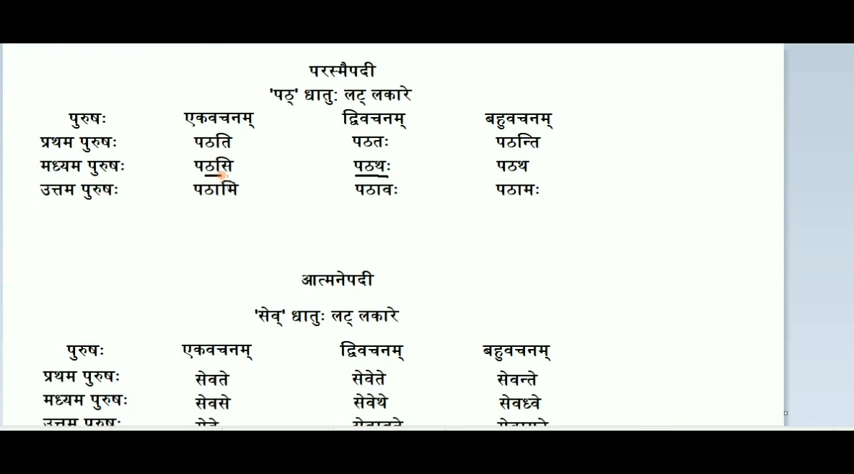 परस्मैपदी
'पठ्' धातु: लट् लकारे
पुरुषः एकवचनम् द्विवचनम् बहुवचनम्
प्रथम पुरुषः पठति पठतः पठन्ति
मध्यम पुरुषः पठसि पठथः पठथ
उत्तम पुरुषः पठामि पठावः पठामः
आत्मनेपदी
'सेव्' धातुः लट् लकारे
पुरुषः एकवचनम् द्विवचनम् बहुवचनम्
प्रथम पुरुषः सेवते सेवेते सेवन्ते
मध्यम पुरुषः सेवसे सेवेथे सेवध्वे